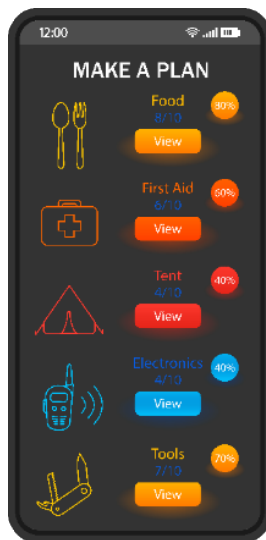 12:00
MAKE A PLAN
Food
80%
8/10
View
First Aid
60%
6/10
View
Tent
40%
4/10
View
Electronics
40%
4/10
View
Tools
70%
7/10
View